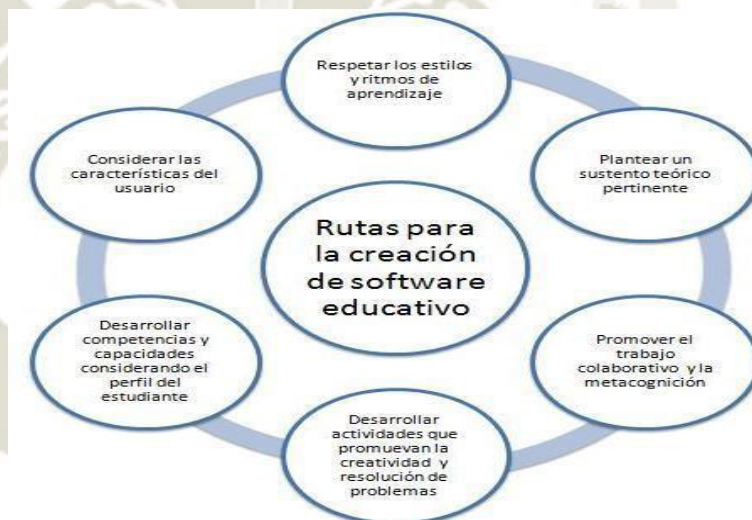 Respetar los estilos
y ritmos de
aprendizaje
Considerar las
características del
usuario
Plantear un
sustento teórico
pertinente
Rutas para
la creación
de software
educativo
Desarrollar
competencias y
capacidades
considerando el
perfil del
estudiante
Promover el
trabajo
colaborativo y la
metacognición
Desarrollar
actividades que
promuevan la
creatividad y
resolución de
problemas